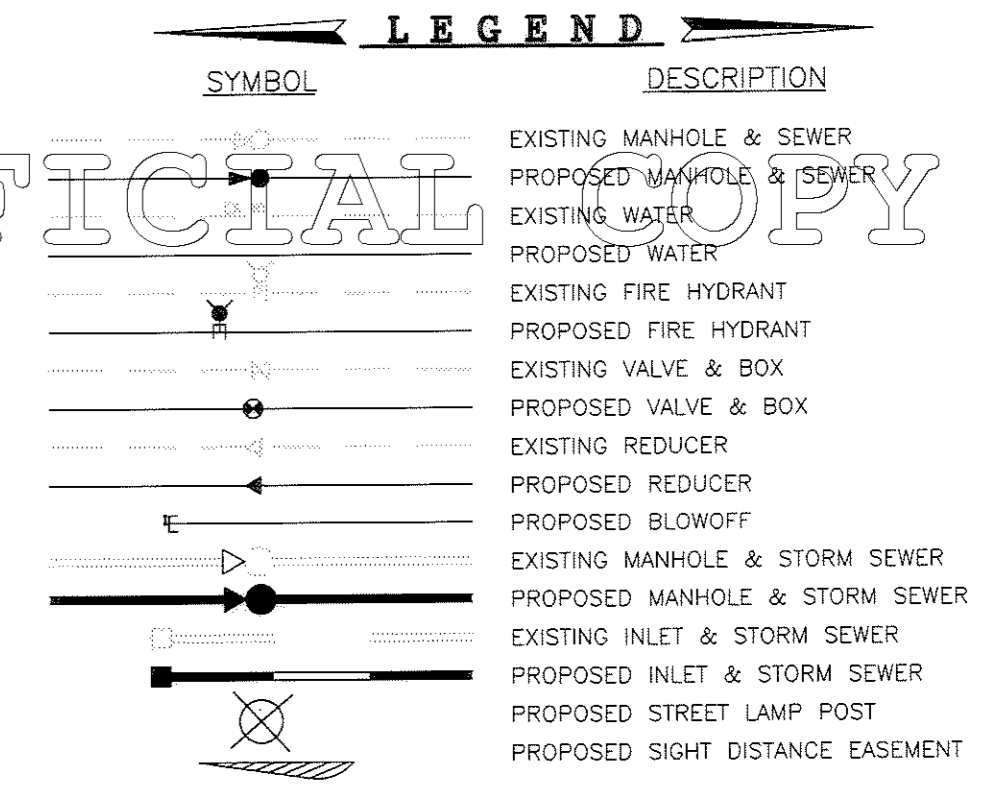 LEGEND
SYMBOL DESCRIPTION
EXISTING MANHOLE & SEWER
PROPOSED MANHOLE & SEWER
FICIAL COPY
EXISTING WATER
PROPOSED WATER
EXISTING FIRE HYDRANT
PROPOSED FIRE HYDRANT
EXISTING VALVE & BOX
PROPOSED VALVE & BOX
EXISTING REDUCER
PROPOSED REDUCER
PROPOSED BLOWOFF
EXISTING MANHOLE & STORM SEWER
PROPOSED MANHOLE & STORM SEWER
EXISTING INLET & STORM SEWER
PROPOSED INLET & STORM SEWER
PROPOSED STREET LAMP POST
PROPOSED SIGHT DISTANCE EASEMENT